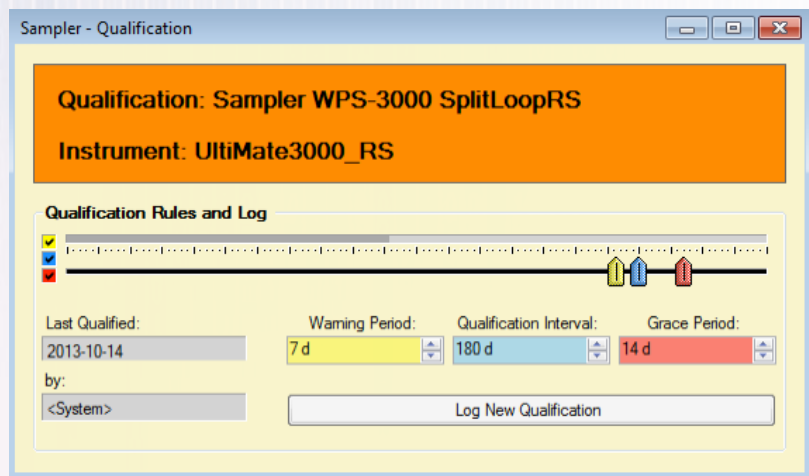 Sampler - Qualification
Qualification: Sampler WPS-3000 SplitLoopRS
Instrument: UltiMate3000_RS
Qualification Rules and Log
Last Qualified: Warning Period: Qualification Interval: Grace Period:
2013-10-14 7 d 180 d 14 d
by:
<System> Log New Qualification